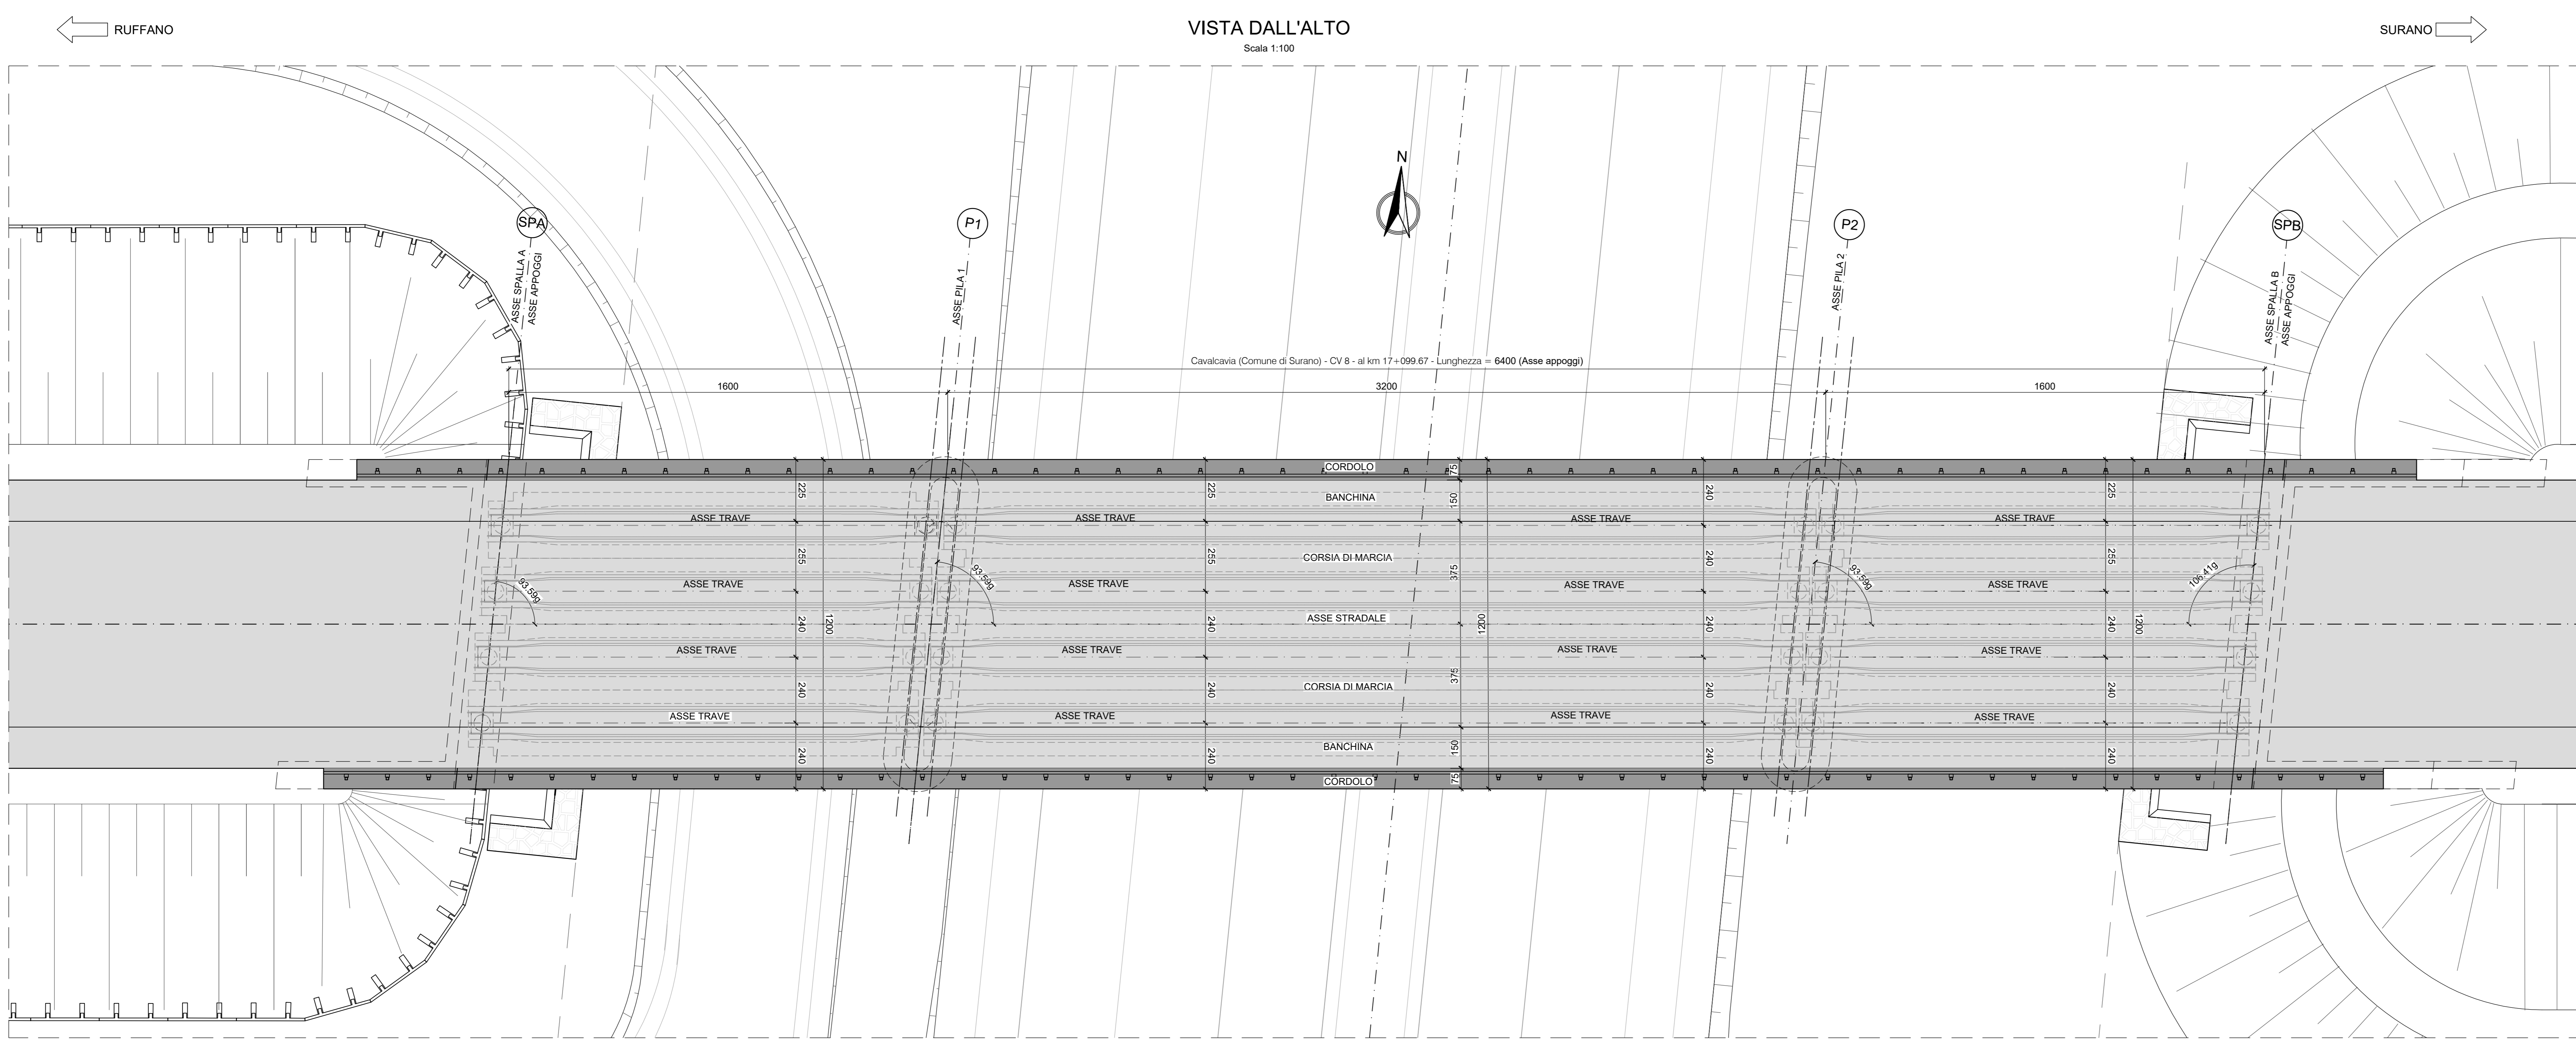 RUFFANO
VISTA DALL'ALTO
Scala 1:100
SURANO
N
SPA
P1
P2
SPB
ASSE SPALLA A
ASSE APPOGGI
ASSE PILA 1
ASSE PILA 2
ASSE SPALLA B
ASSE APPOGGI
Cavalcavia (Comune di Surano) - CV 8 - al km 17+099.67 - Lunghezza = 6400 (Asse appoggi)
1600
3200
1600
CORDOLO
75
225
225
BANCHINA
150
240
225
ASSE TRAVE
ASSE TRAVE
ASSE TRAVE
ASSE TRAVE
255
255
CORSIA DI MARCIA
375
240
255
93.59g
93.59g
93.59g
106.41g
ASSE TRAVE
ASSE TRAVE
ASSE TRAVE
ASSE TRAVE
240
1200
240
ASSE STRADALE
1200
240
240
1200
ASSE TRAVE
ASSE TRAVE
ASSE TRAVE
ASSE TRAVE
240
240
CORSIA DI MARCIA
375
240
240
ASSE TRAVE
ASSE TRAVE
ASSE TRAVE
ASSE TRAVE
240
240
BANCHINA
150
240
240
CORDOLO
75